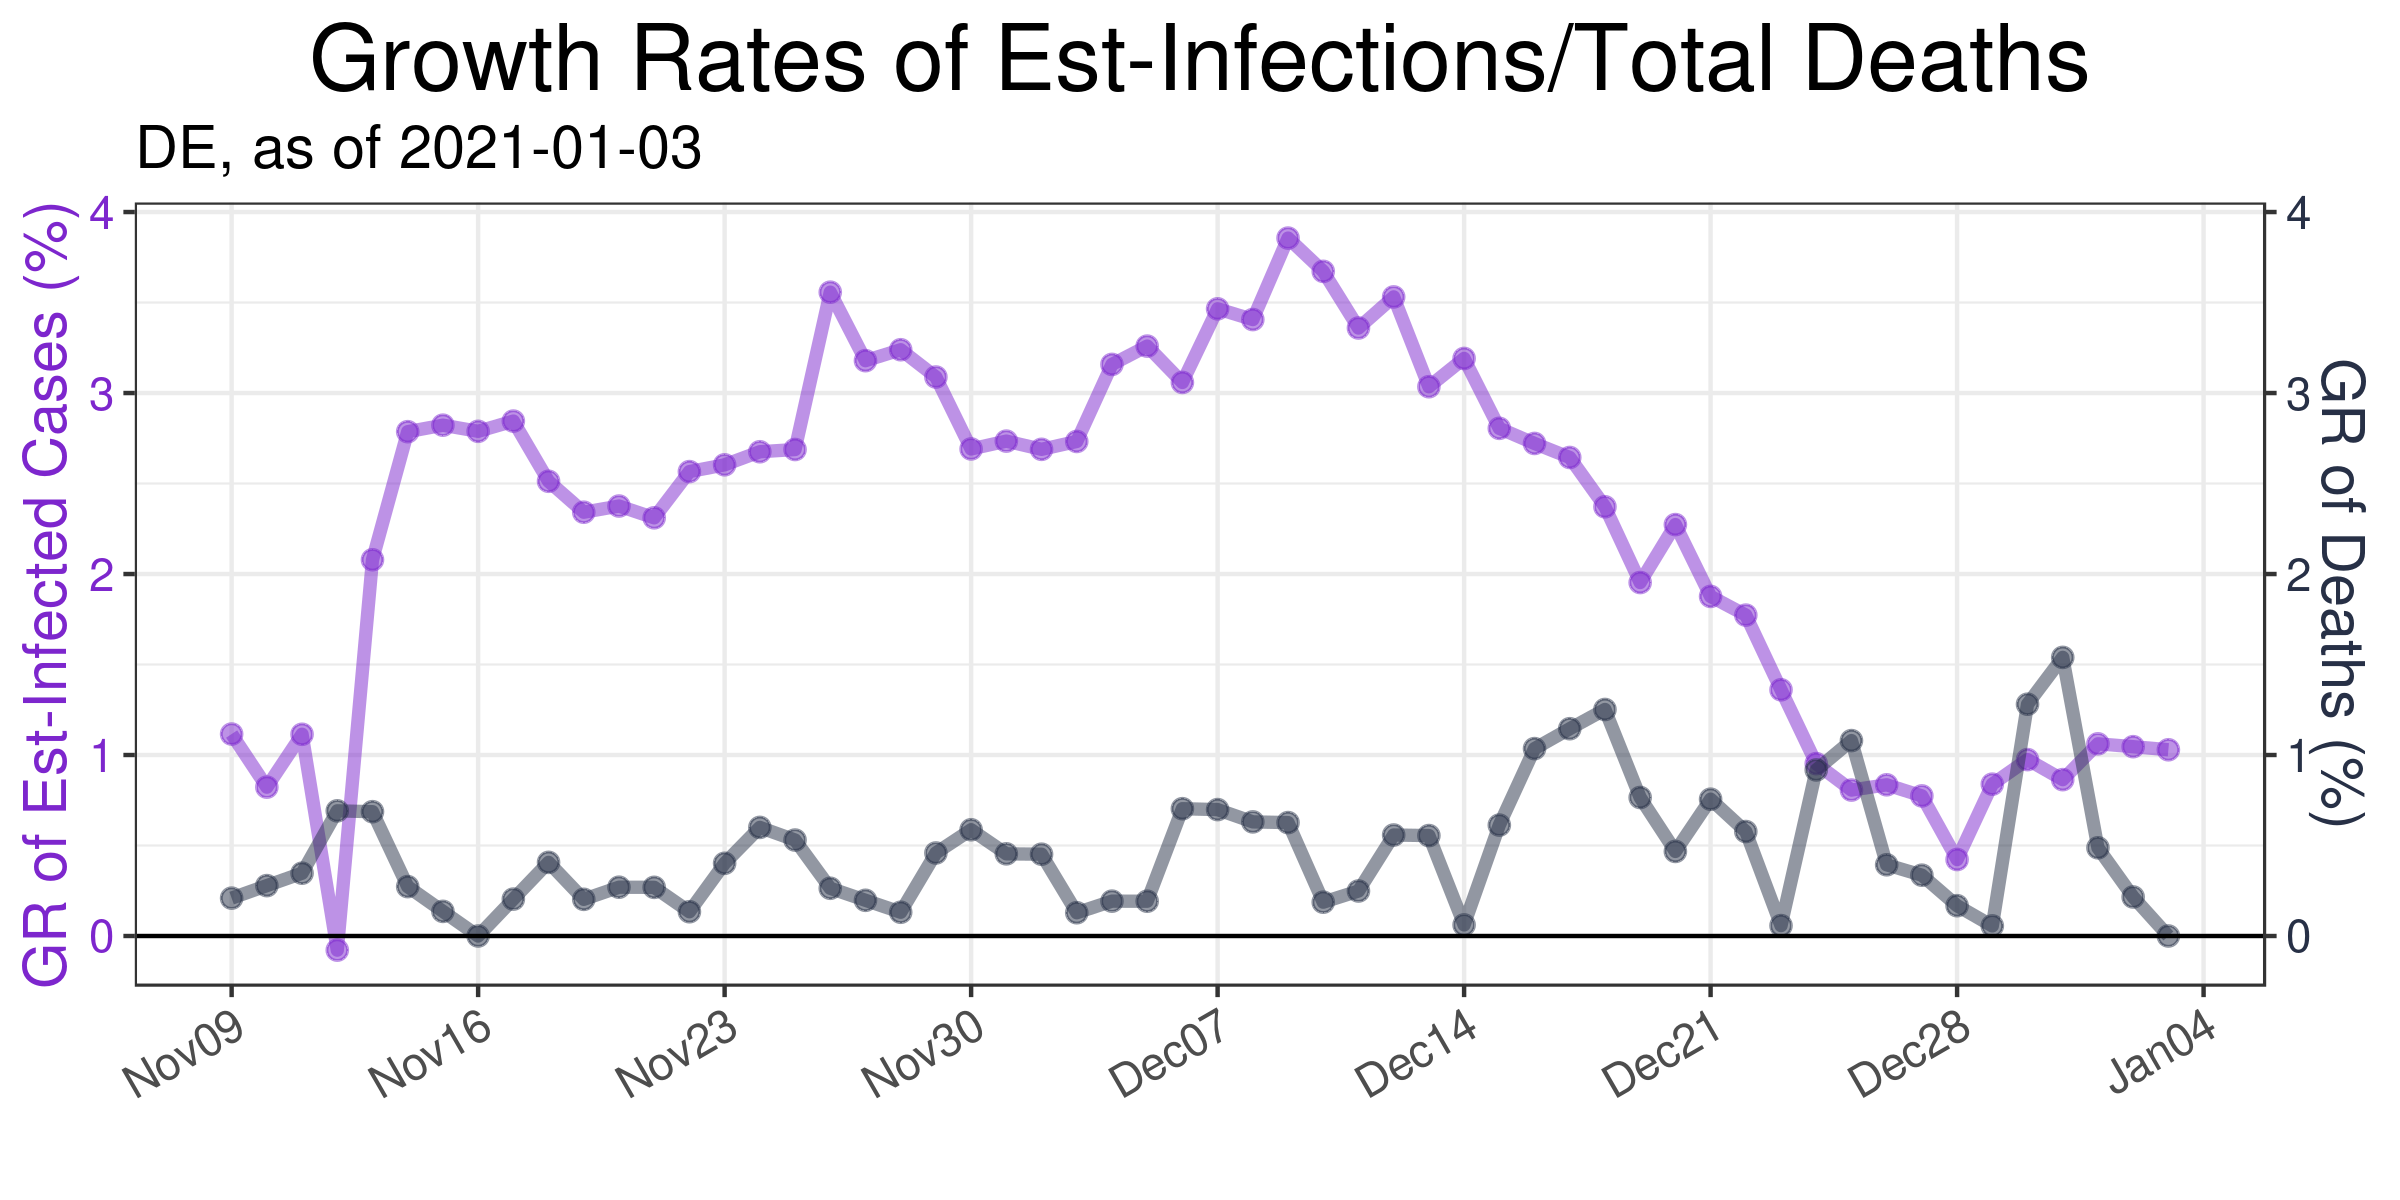 Growth Rates of Est-Infections/Total Deaths
DE, as of 2021-01-03
GR of Est-Infected Cases (%)
4
3
2
1
0
4
3
2
1
0
GR of Deaths (%)
Nov09
Nov16
Nov23
Nov30
Dec07
Dec14
Dec21
Dec28
Jan04